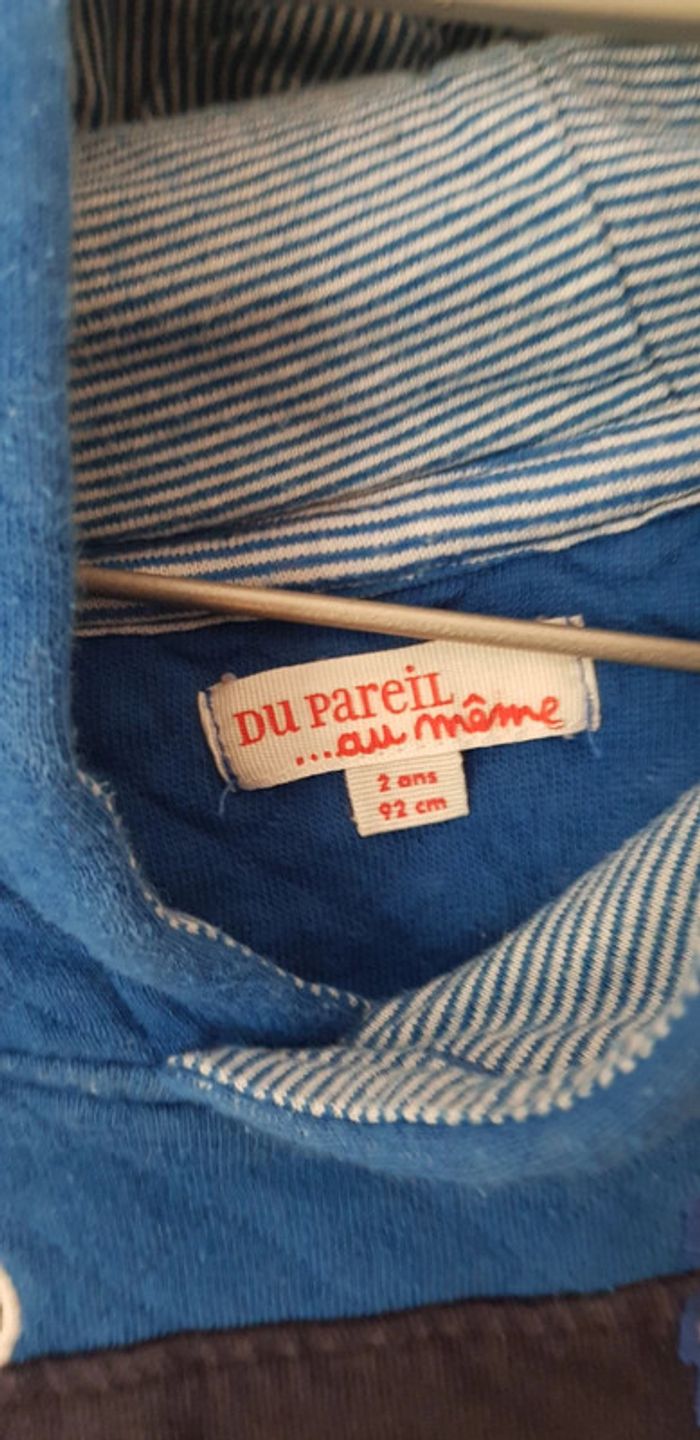 DU PareiL
...au même
2 ans
92 cm